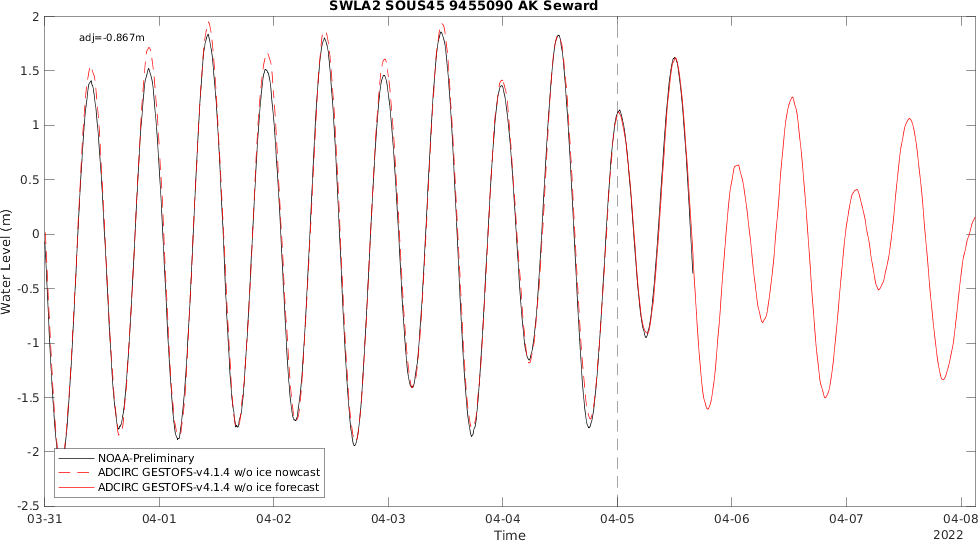 SWLA2 SOUS45 9455090 AK Seward
adj=-0.867m
Water Level (m)
2
1.5
1
0.5
0
-0.5
-1
-1.5
-2
-2.5
NOAA-Preliminary
ADCIRC GESTOFS-v4.1.4 w/o ice nowcast
ADCIRC GESTOFS-v4.1.4 w/o ice forecast
03-31 04-01 04-02 04-03 04-04 04-05 04-06 04-07 04-08
Time
2022